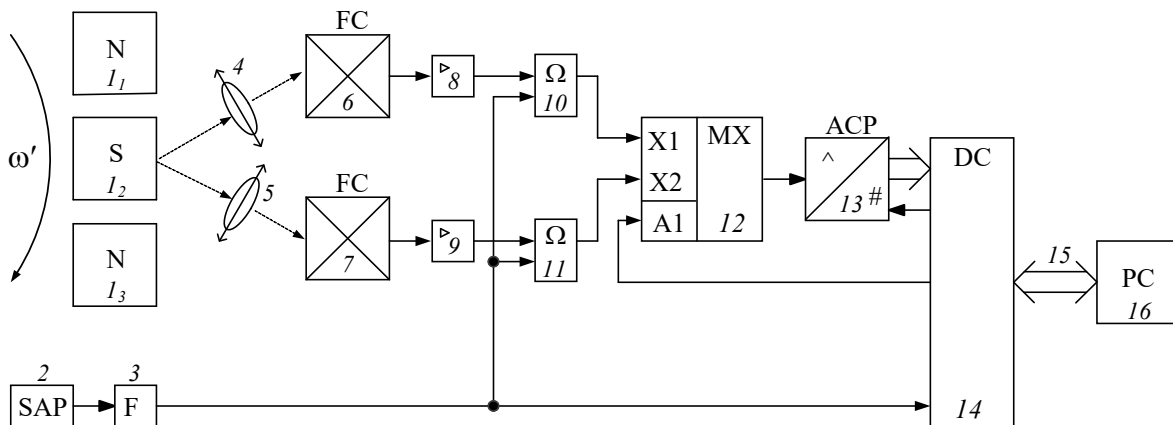 FC
N
1₁
4
6
▷8
Ω
10
X1
MX
X2
A1
12
ACP
^
13 #
DC
ω′
S
1₂
5
FC
7
▷9
Ω
11
N
1₃
15
PC
16
2
3
SAP
F
14